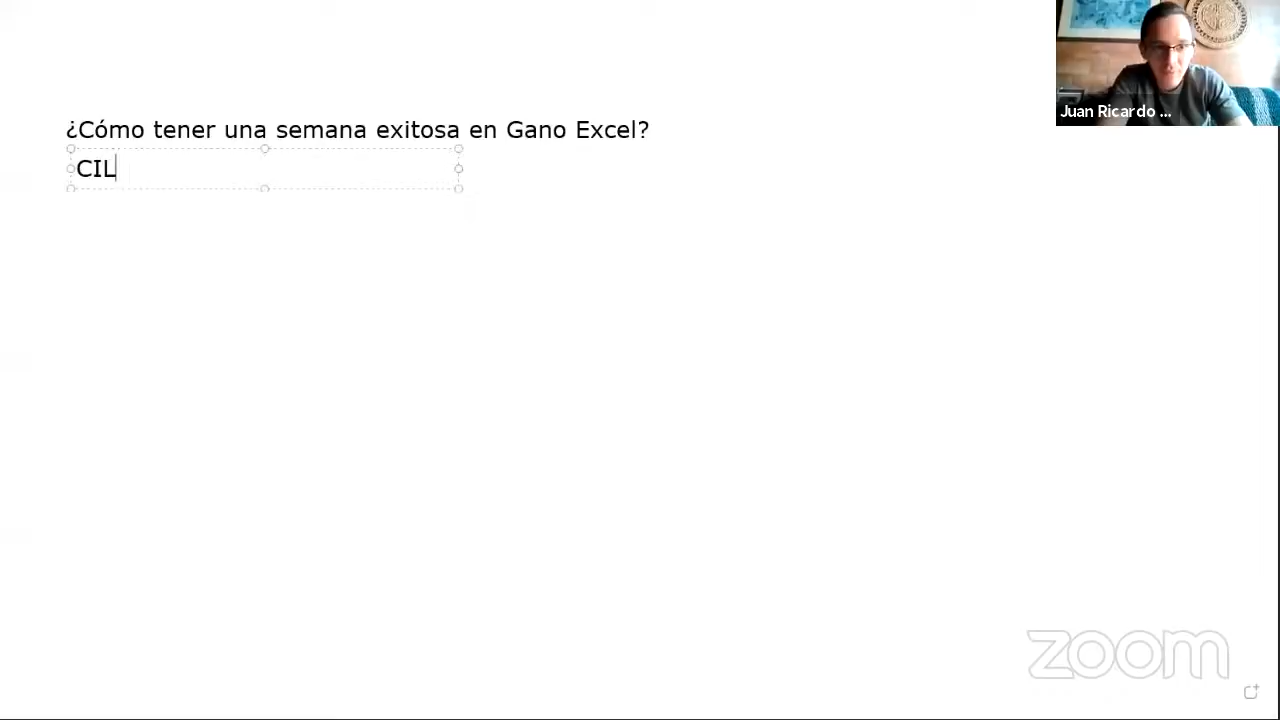 Juan Ricardo ...
¿Cómo tener una semana exitosa en Gano Excel?
CIL
zoom